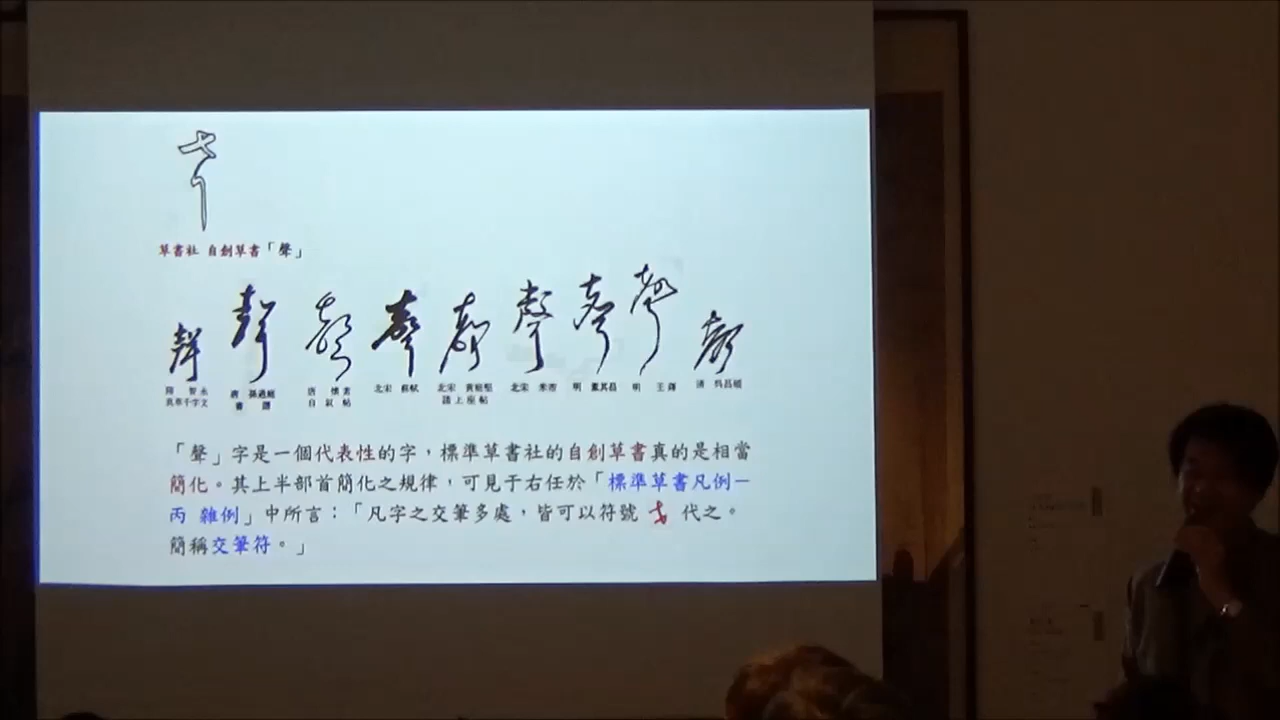 草書社 自創草書「聲」
隋 智永 真草千字文
唐 孫過庭 書譜
唐 懷素 自敘帖
北宋 蘇軾
北宋 黃庭堅 諸上座帖
北宋 米芾
明 董其昌
明 王鐸
清 吳昌碩
「聲」字是一個代表性的字，標準草書社的自創草書真的是相當
簡化。其上半部首簡化之規律，可見于右任於「標準草書凡例－
丙 雜例」中所言：「凡字之交筆多處，皆可以符號 代之。
簡稱交筆符。」